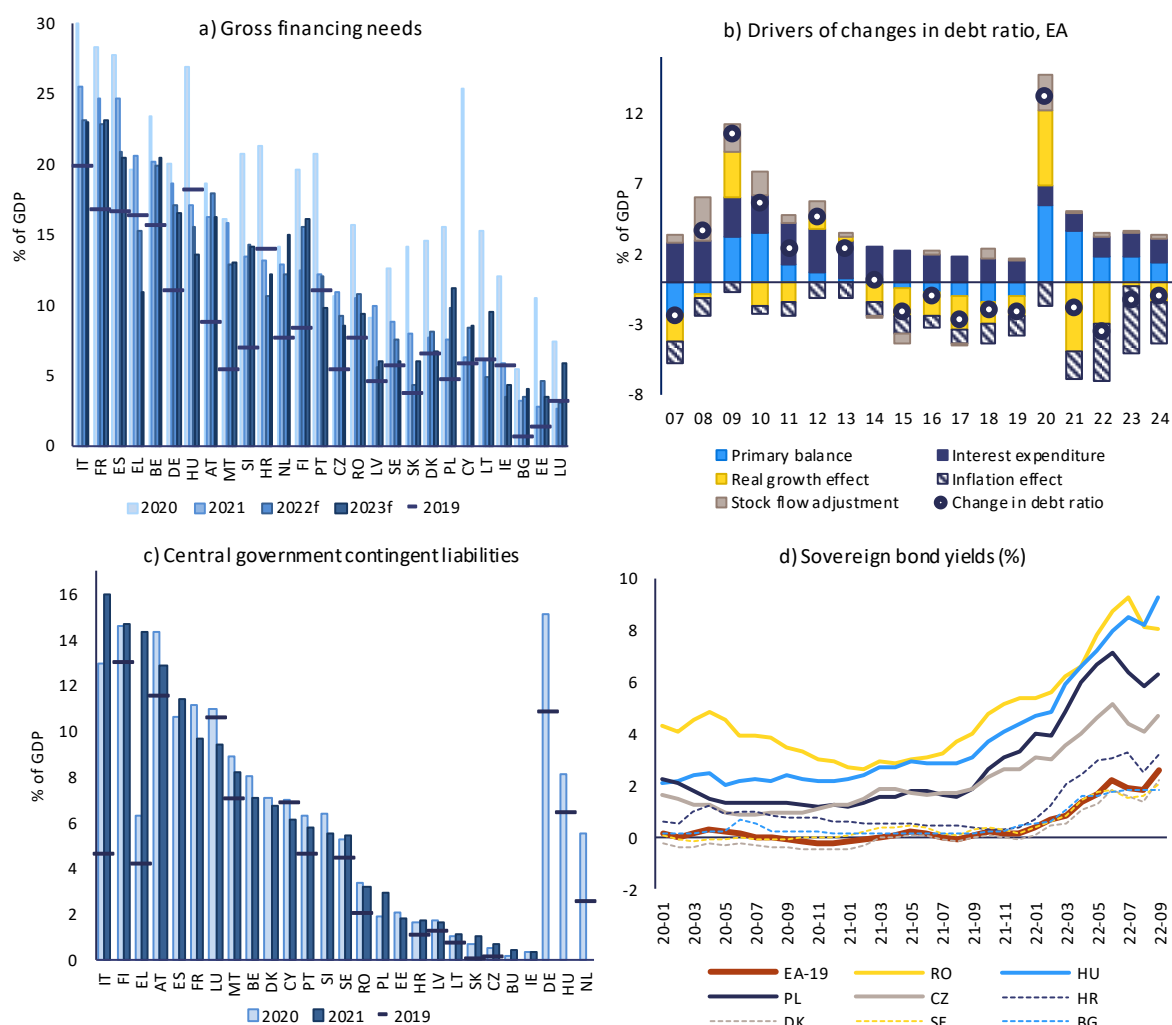 a) Gross financing needs
% of GDP
30
25
20
15
10
5
0
IT FR ES EL BE DE HU AT MT SI HR NL FI PT CZ RO LV SE SK DK PL CY LT IE BG EE LU
2020 2021 2022f 2023f 2019
b) Drivers of changes in debt ratio, EA
% of GDP
12
7
2
-3
-8
07 08 09 10 11 12 13 14 15 16 17 18 19 20 21 22 23 24
Primary balance Interest expenditure
Real growth effect Inflation effect
Stock flow adjustment Change in debt ratio
c) Central government contingent liabilities
% of GDP
16
14
12
10
8
6
4
2
0
IT FI EL AT ES FR LU MT BE DK CY PT SI SE RO PL EE HR LV LT SK CZ BU IE DE HU NL
2020 2021 2019
d) Sovereign bond yields (%)
10
8
6
4
2
0
-2
20-01 20-03 20-05 20-07 20-09 20-11 21-01 21-03 21-05 21-07 21-09 21-11 22-01 22-03 22-05 22-07 22-09
EA-19 RO HU
PL CZ HR
DK SE BG